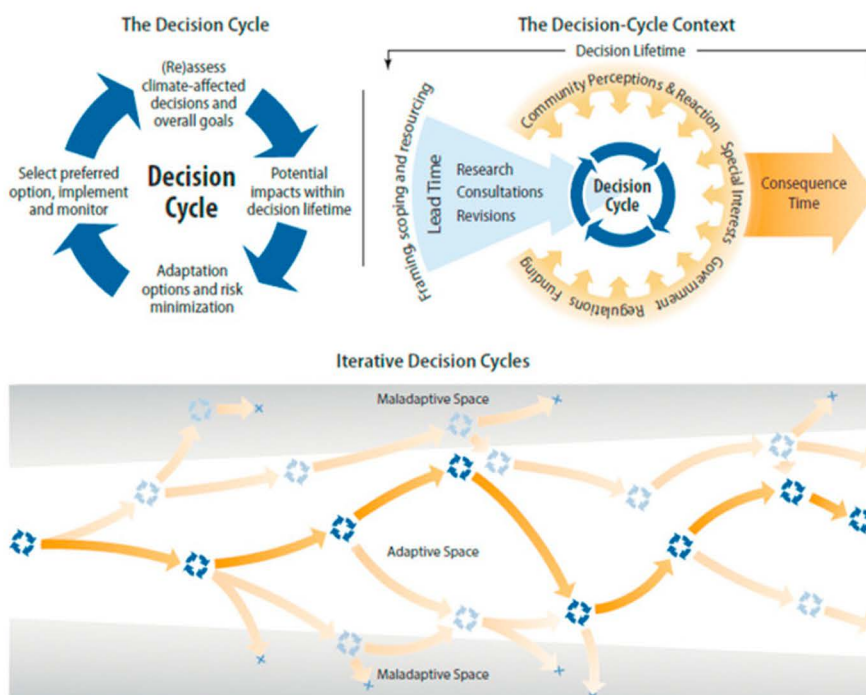 The Decision Cycle
(Re)assess
climate-affected
decisions and
overall goals
Select preferred
option, implement
and monitor
Decision
Cycle
Potential
impacts within
decision lifetime
Adaptation
options and risk
minimization
The Decision-Cycle Context
Decision Lifetime
Framing, scoping and resourcing
Lead Time
Research
Consultations
Revisions
Decision
Cycle
Community Perceptions & Reaction
Special Interests
Government
Regulations
Funding
Consequence
Time
Iterative Decision Cycles
Maladaptive Space
Adaptive Space
Maladaptive Space